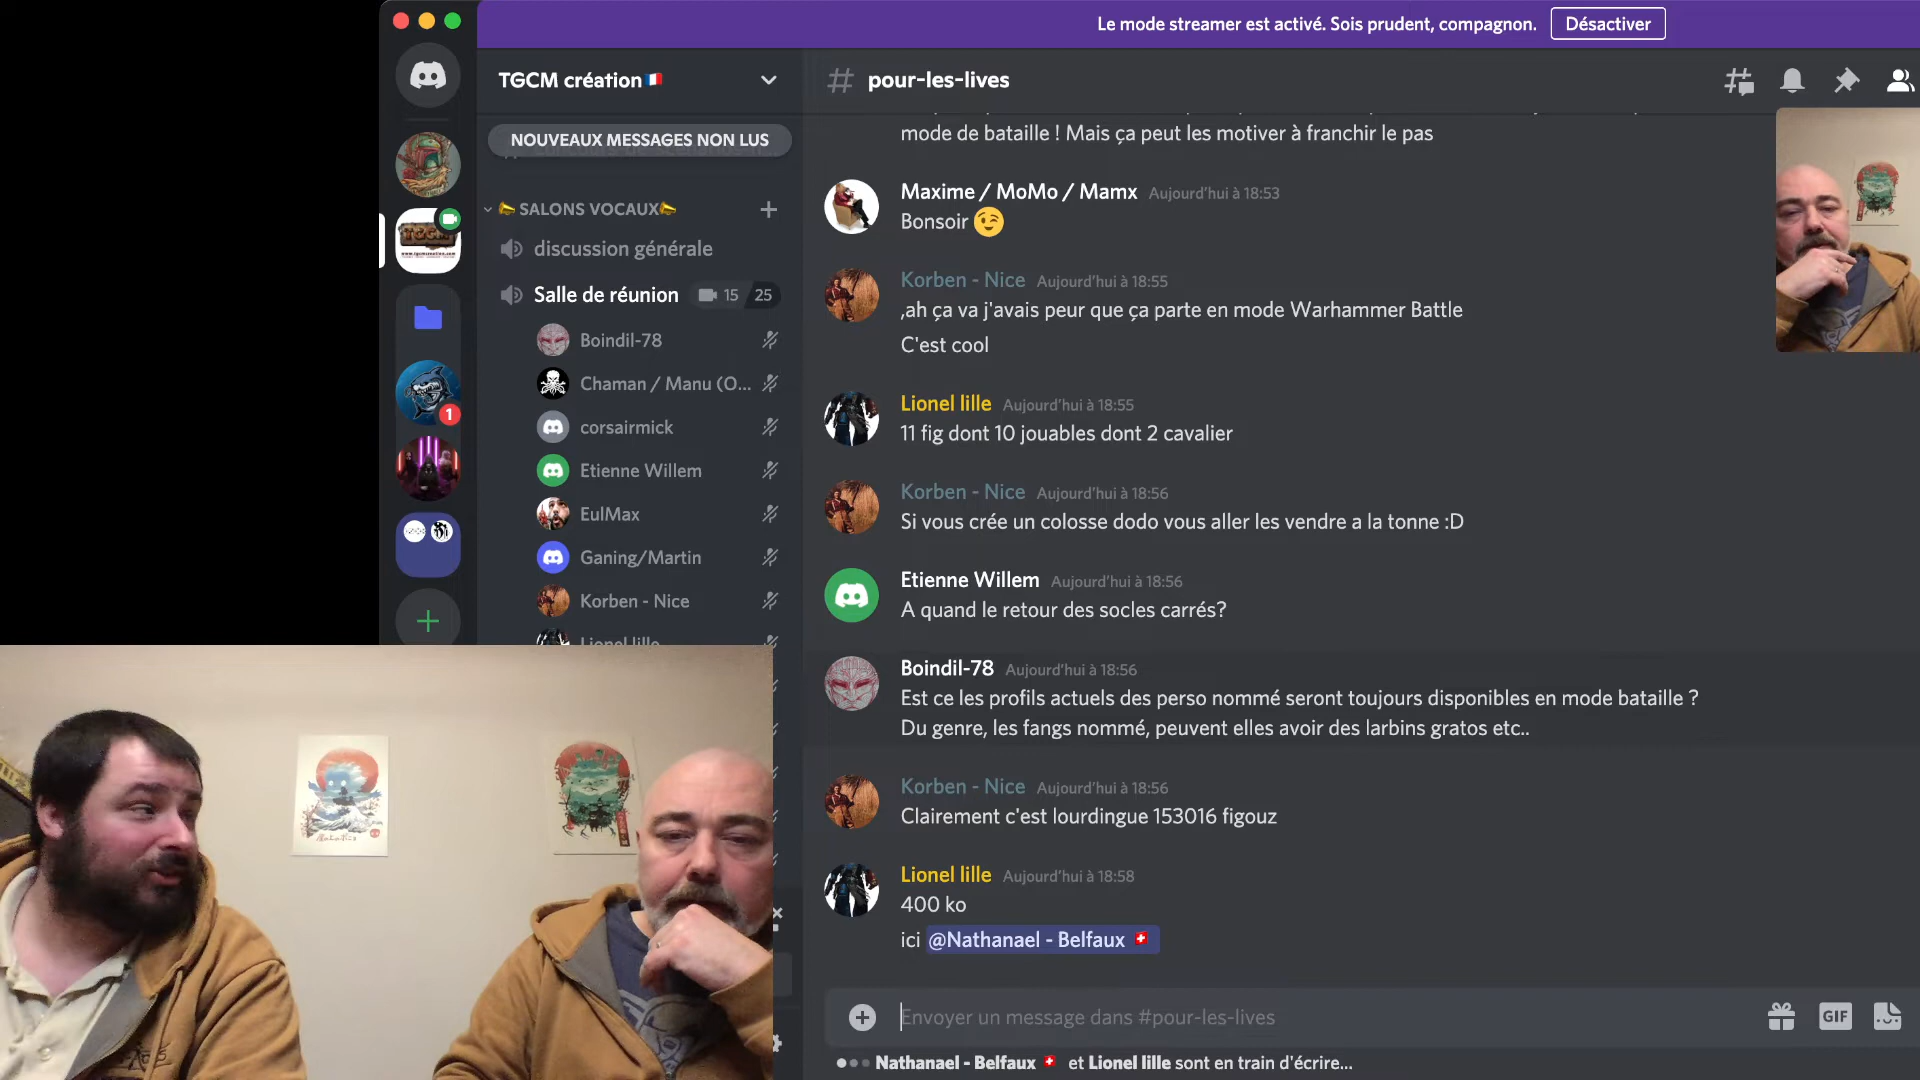 Le mode streamer est activé. Sois prudent, compagnon.
Désactiver
TGCM création
pour-les-lives
NOUVEAUX MESSAGES NON LUS
SALONS VOCAUX
discussion générale
Salle de réunion 15 25
Boindil-78
Chaman / Manu (O...
corsairmick
Etienne Willem
EulMax
Ganing/Martin
Korben - Nice
Lionel lille
1
mode de bataille ! Mais ça peut les motiver à franchir le pas
Maxime / MoMo / Mamx Aujourd'hui à 18:53
Bonsoir 😉
Korben - Nice Aujourd'hui à 18:55
,ah ça va j'avais peur que ça parte en mode Warhammer Battle
C'est cool
Lionel lille Aujourd'hui à 18:55
11 fig dont 10 jouables dont 2 cavalier
Korben - Nice Aujourd'hui à 18:56
Si vous crée un colosse dodo vous aller les vendre a la tonne :D
Etienne Willem Aujourd'hui à 18:56
A quand le retour des socles carrés?
Boindil-78 Aujourd'hui à 18:56
Est ce les profils actuels des perso nommé seront toujours disponibles en mode bataille ?
Du genre, les fangs nommé, peuvent elles avoir des larbins gratos etc..
Korben - Nice Aujourd'hui à 18:56
Clairement c'est lourdingue 153016 figouz
Lionel lille Aujourd'hui à 18:58
400 ko
ici @Nathanael - Belfaux 🇨🇭
Envoyer un message dans #pour-les-lives
GIF
Nathanael - Belfaux 🇨🇭 et Lionel lille sont en train d'écrire...